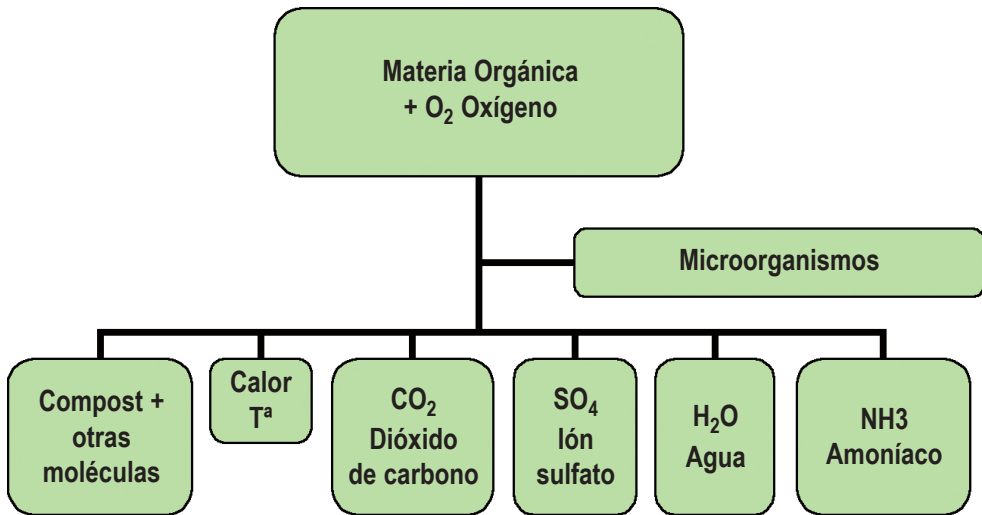 Materia Orgánica
+ O₂ Oxígeno
Microorganismos
Compost +
otras
moléculas
Calor
Tª
CO₂
Dióxido
de carbono
SO₄
Ión
sulfato
H₂O
Agua
NH3
Amoníaco